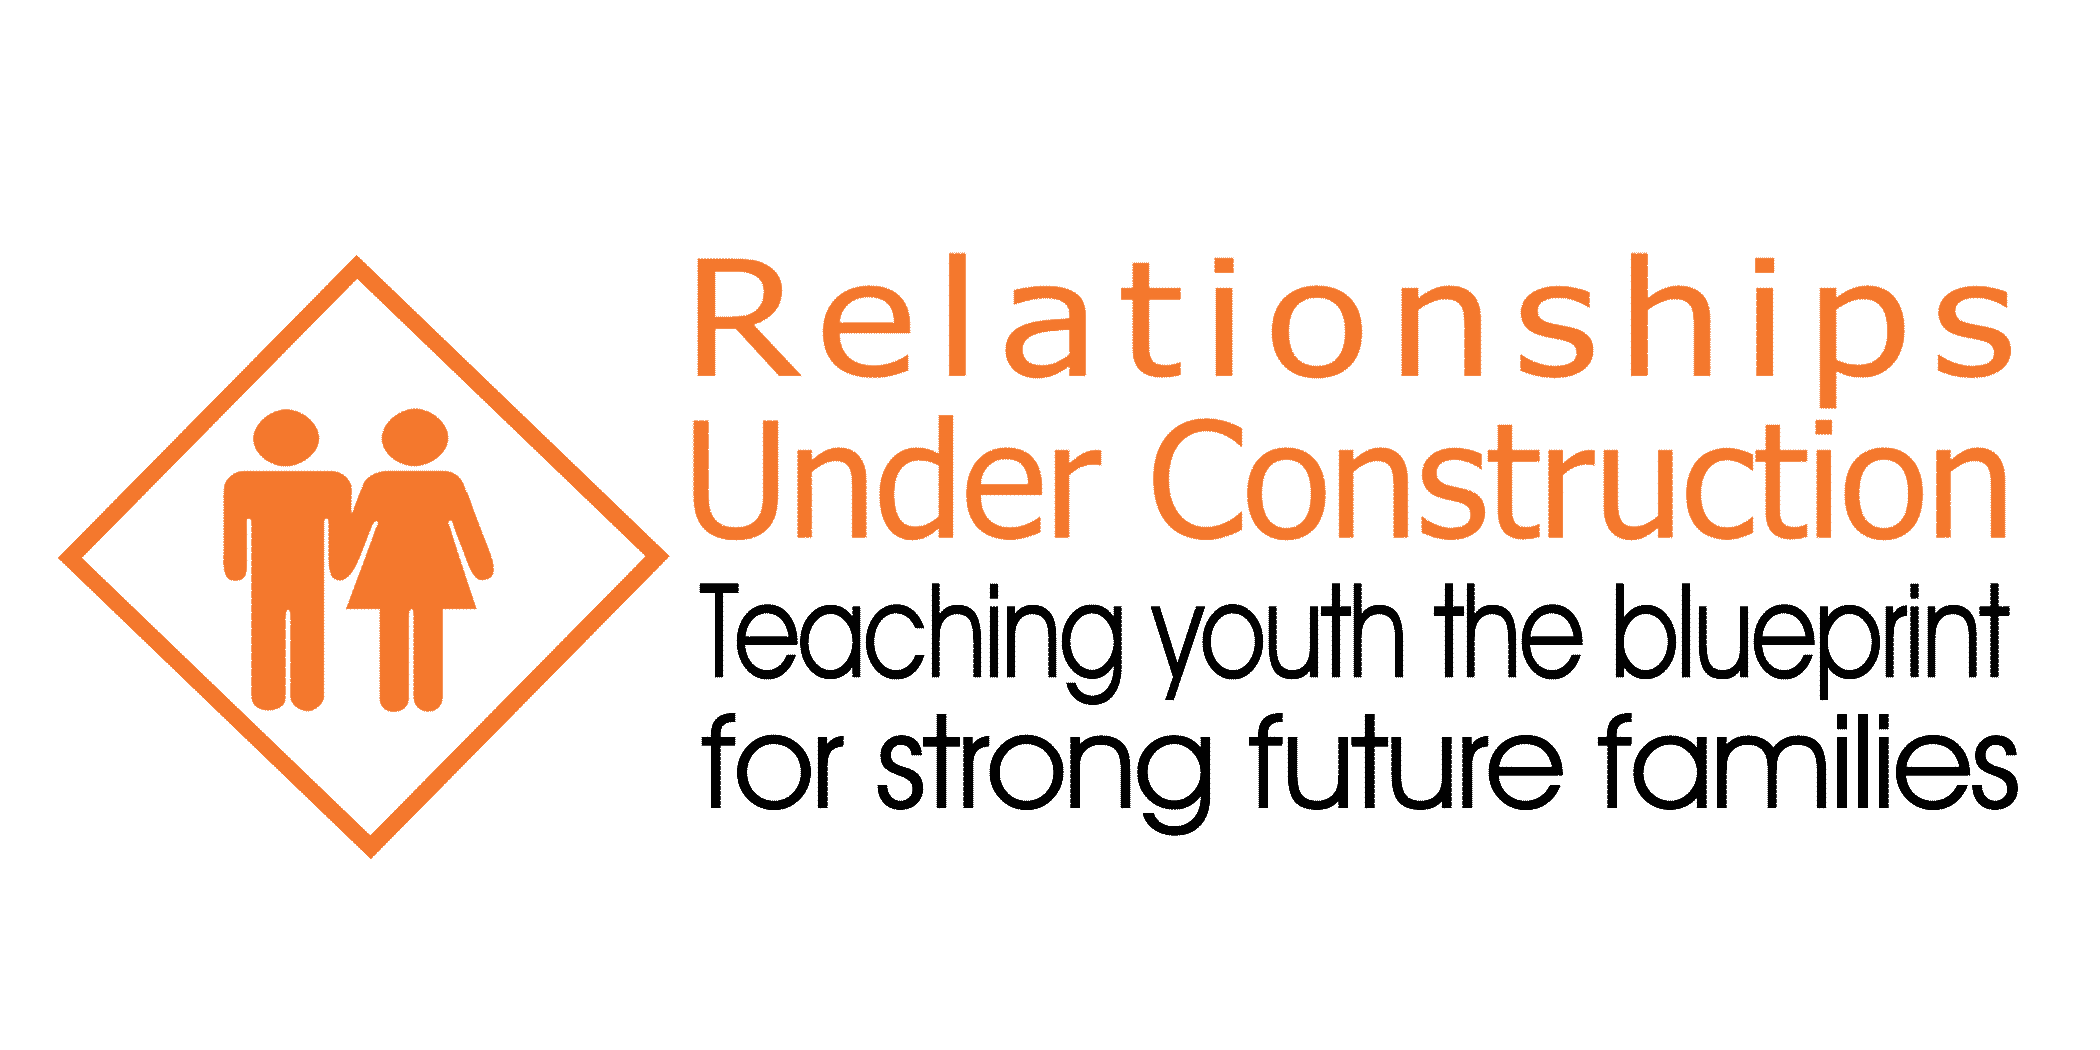 Relationships
Under Construction
Teaching youth the blueprint
for strong future families